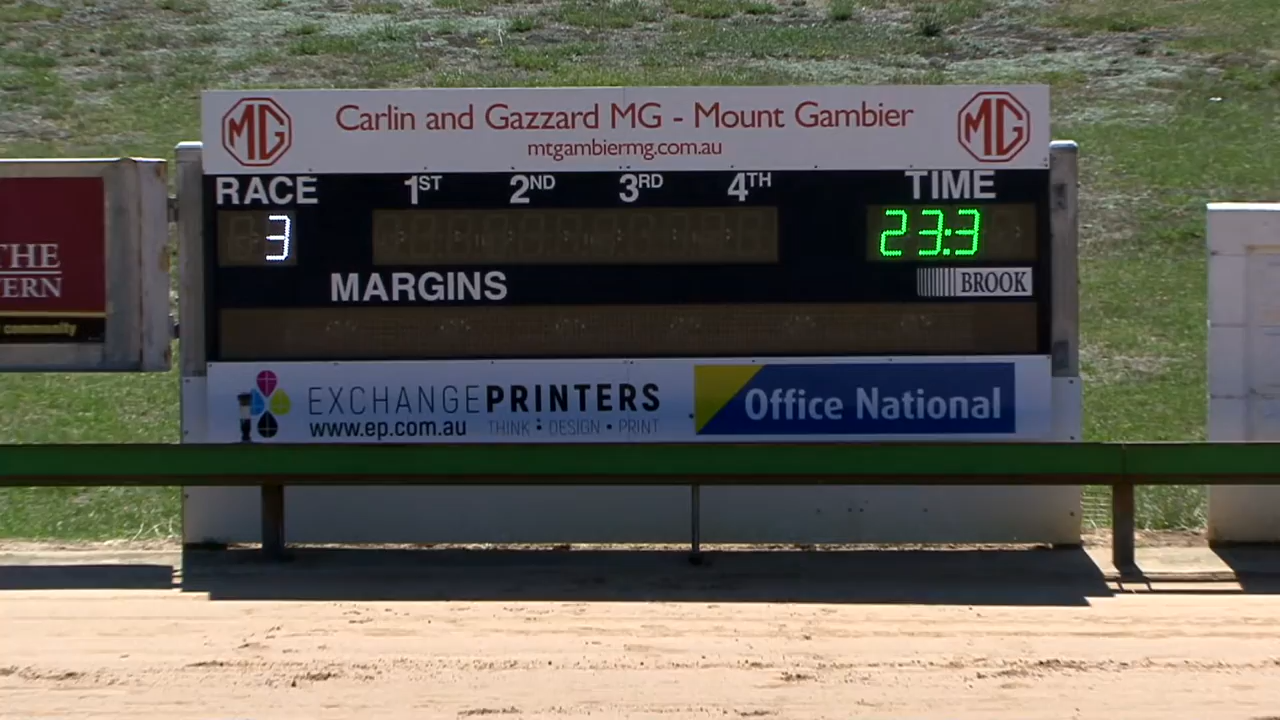 MG Carlin and Gazzard MG - Mount Gambier MG
mtgambiermg.com.au
RACE 1ST 2ND 3RD 4TH TIME
3 23:3
MARGINS BROOK
THE
ERN
community
EXCHANGEPRINTERS
www.ep.com.au THINK • DESIGN • PRINT
Office National